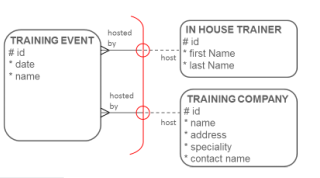 TRAINING EVENT
# id
* date
* name
hosted
by
host
IN HOUSE TRAINER
# id
* first Name
* last Name
hosted
by
host
TRAINING COMPANY
# id
* name
* address
* speciality
* contact name